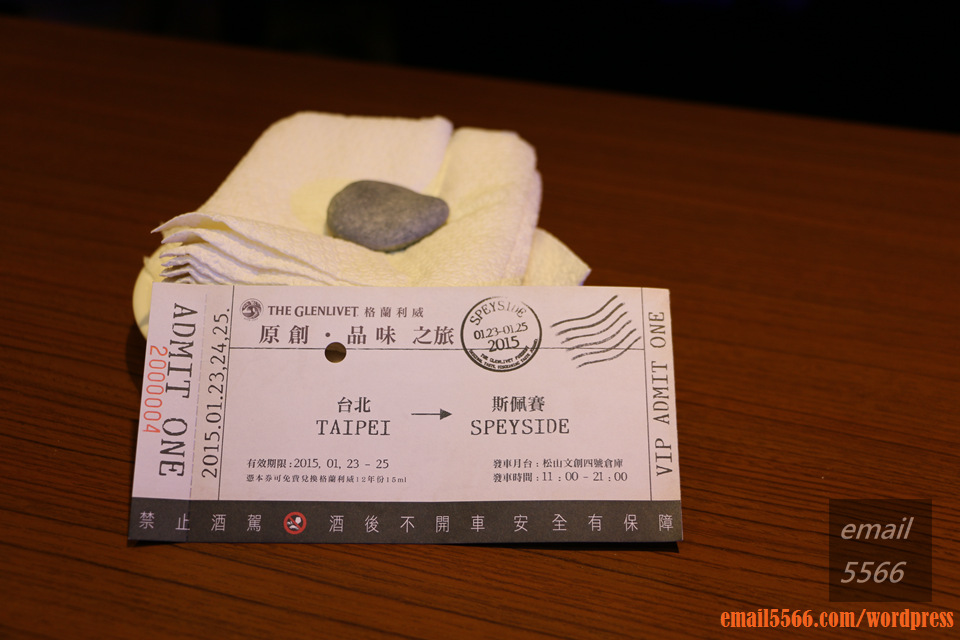 ADMIT ONE
2000004
2015.01.23,24,25.
THE GLENLIVET 格蘭利威
原創・品味 之旅
SPEYSIDE
01.23-01.25
2015
台北
TAIPEI
斯佩賽
SPEYSIDE
有效期限:2015, 01, 23 - 25
憑本券可免費兌換格蘭利威12年份15ml
發車月台:松山文創四號倉庫
發車時間:11:00-21:00
VIP ADMIT ONE
禁止酒駕 酒後不開車 安全有保障
email
5566
email5566.com/wordpress